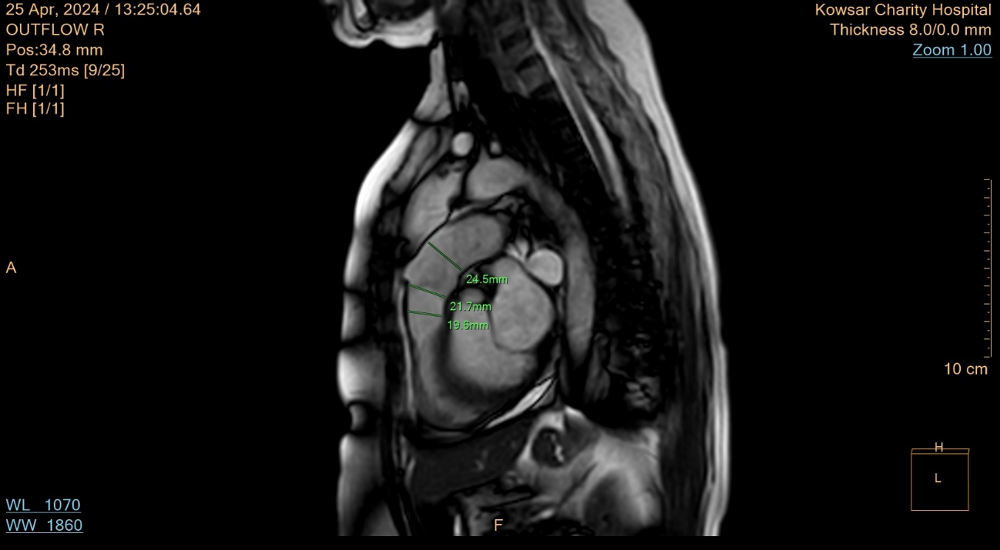 25 Apr, 2024 / 13:25:04.64
OUTFLOW R
Pos:34.8 mm
Td 253ms [9/25]
HF [1/1]
FH [1/1]
Kowsar Charity Hospital
Thickness 8.0/0.0 mm
Zoom 1.00
A
24.5mm
21.7mm
19.6mm
10 cm
H
L
WL 1070
WW 1860
F